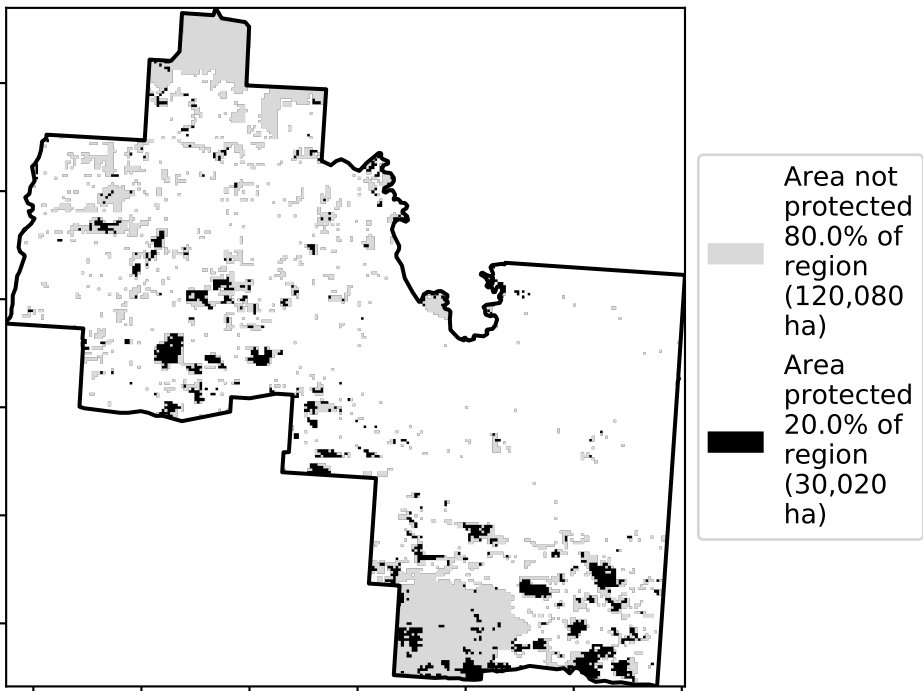 Area not
protected
80.0% of
region
(120,080
ha)
Area
protected
20.0% of
region
(30,020
ha)